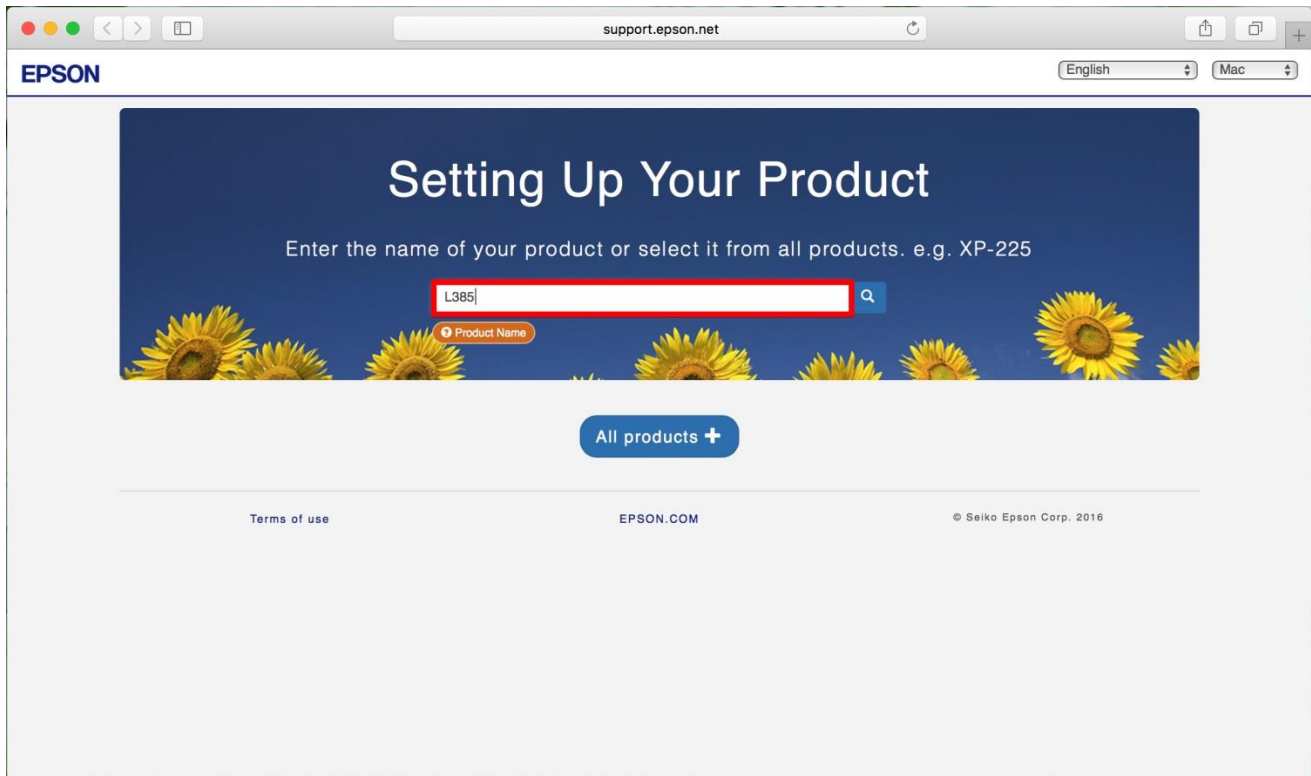 support.epson.net
EPSON
English
Mac
Setting Up Your Product
Enter the name of your product or select it from all products. e.g. XP-225
L385
Product Name
All products
Terms of use
EPSON.COM
© Seiko Epson Corp. 2016